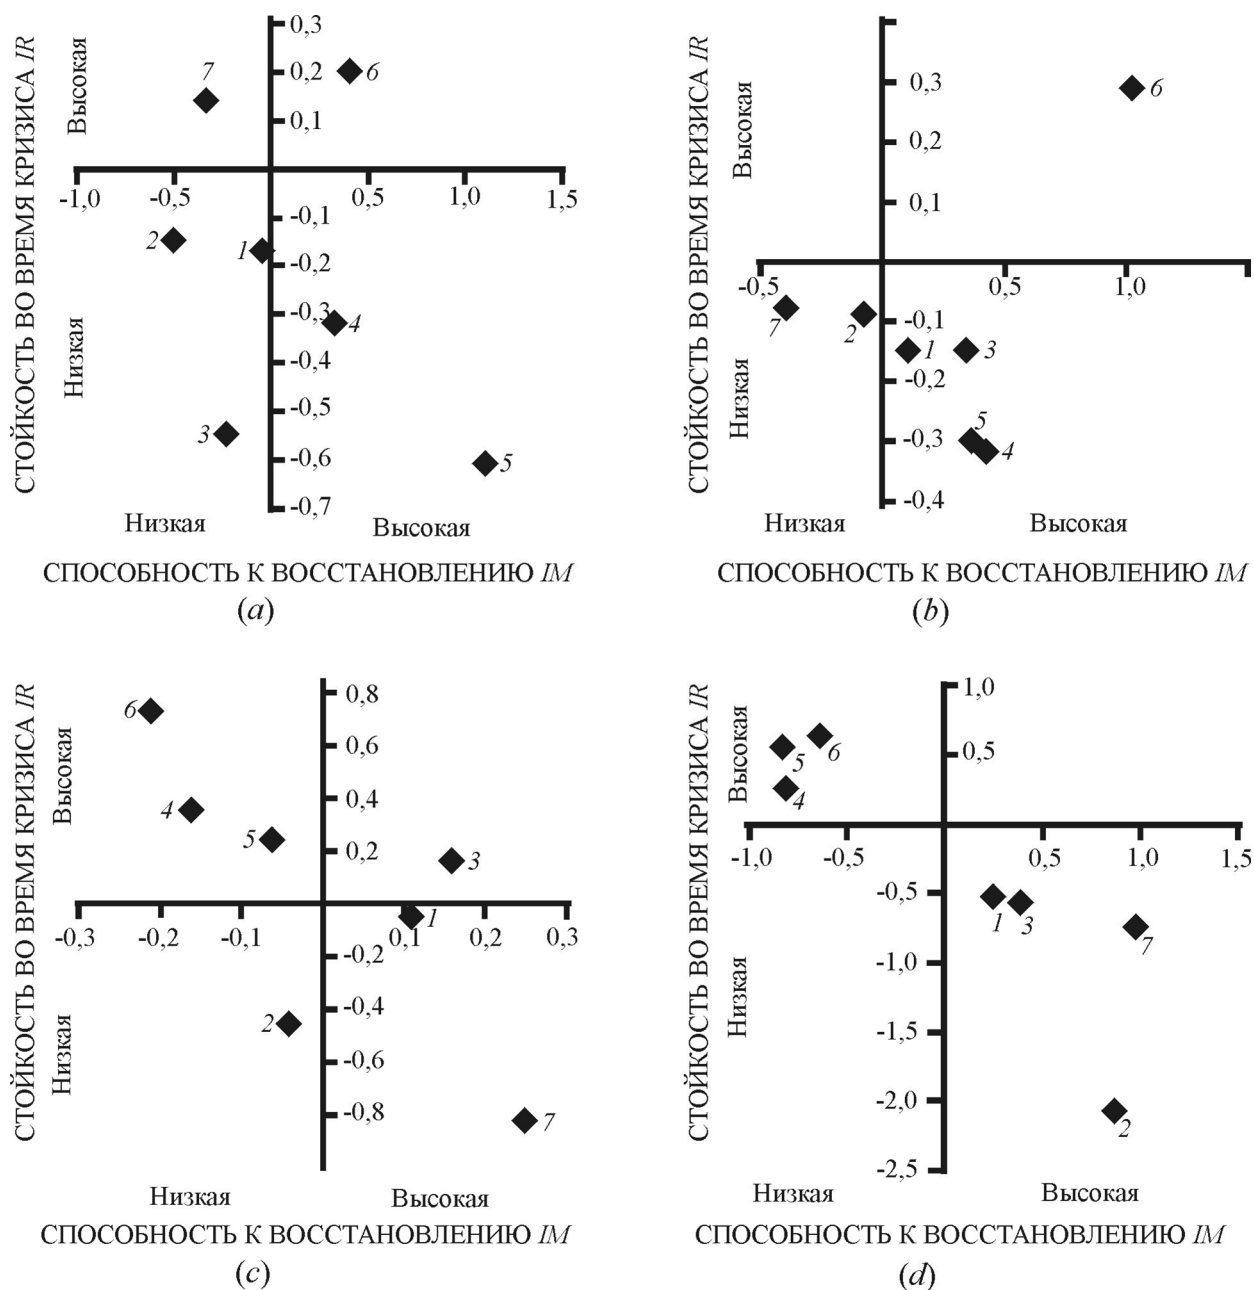 СТОЙКОСТЬ ВО ВРЕМЯ КРИЗИСА IR
Высокая
Низкая
0,3
0,2
0,1
-1,0 -0,5 0,5 1,0 1,5
-0,1
-0,2
-0,3
-0,4
-0,5
-0,6
-0,7
7
6
2
1
4
3
5
Низкая Высокая
СПОСОБНОСТЬ К ВОССТАНОВЛЕНИЮ IM
(a)
СТОЙКОСТЬ ВО ВРЕМЯ КРИЗИСА IR
Высокая
Низкая
0,3
0,2
0,1
-0,5 0,5 1,0
-0,1
-0,2
-0,3
-0,4
6
7
2
1
3
5
4
Низкая Высокая
СПОСОБНОСТЬ К ВОССТАНОВЛЕНИЮ IM
(b)
СТОЙКОСТЬ ВО ВРЕМЯ КРИЗИСА IR
Высокая
Низкая
0,8
0,6
0,4
0,2
-0,3 -0,2 -0,1 0,1 0,2 0,3
-0,2
-0,4
-0,6
-0,8
6
4
5
3
1
2
7
Низкая Высокая
СПОСОБНОСТЬ К ВОССТАНОВЛЕНИЮ IM
(c)
СТОЙКОСТЬ ВО ВРЕМЯ КРИЗИСА IR
Высокая
Низкая
1,0
0,5
-1,0 -0,5 0,5 1,0 1,5
-0,5
-1,0
-1,5
-2,0
-2,5
5
6
4
1
3
7
2
Низкая Высокая
СПОСОБНОСТЬ К ВОССТАНОВЛЕНИЮ IM
(d)